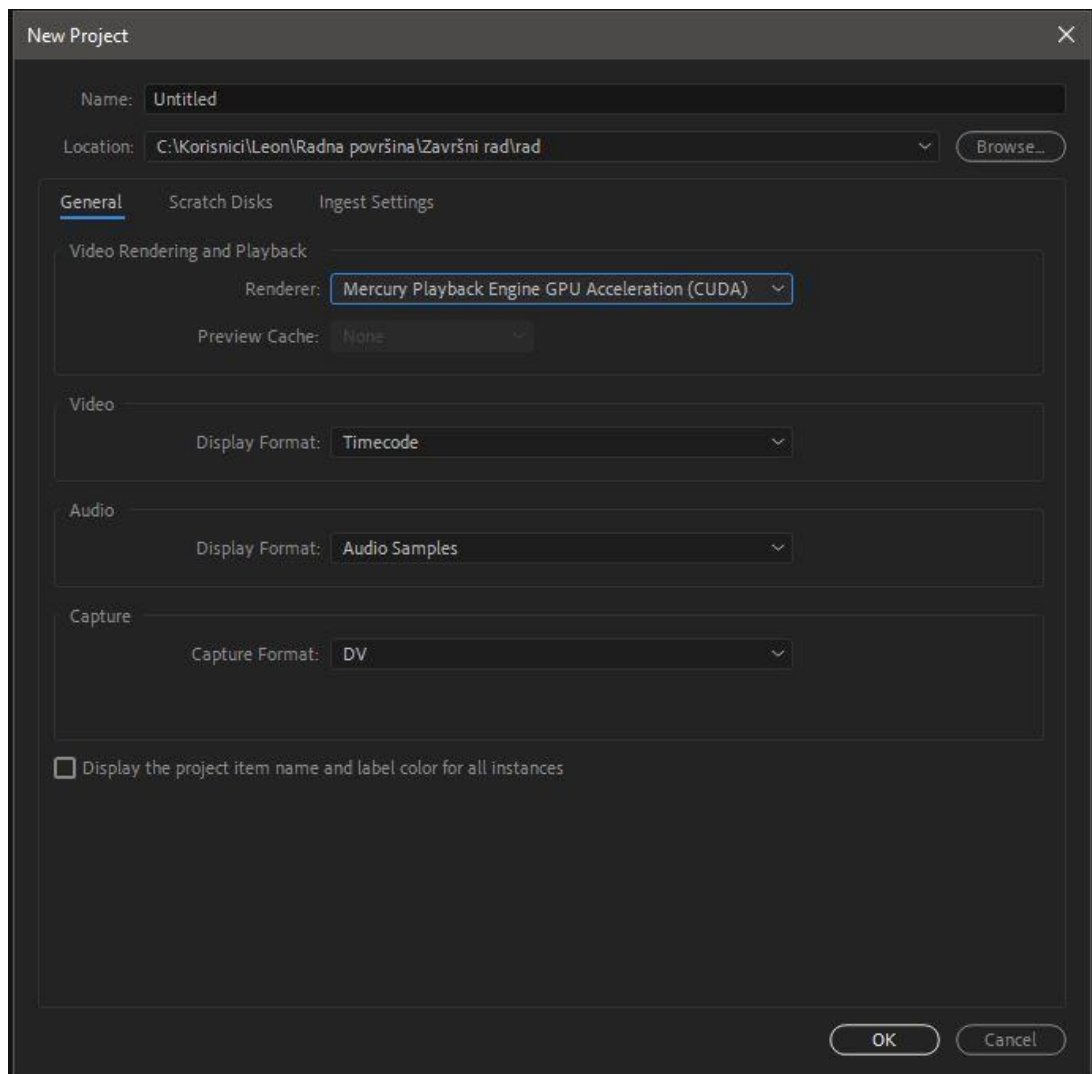 New Project
Name: Untitled
Location: C:\Korisnici\Leon\Radna površina\Završni rad\rad Browse...
General Scratch Disks Ingest Settings
Video Rendering and Playback
Renderer: Mercury Playback Engine GPU Acceleration (CUDA)
Preview Cache: None
Video
Display Format: Timecode
Audio
Display Format: Audio Samples
Capture
Capture Format: DV
Display the project item name and label color for all instances
OK Cancel